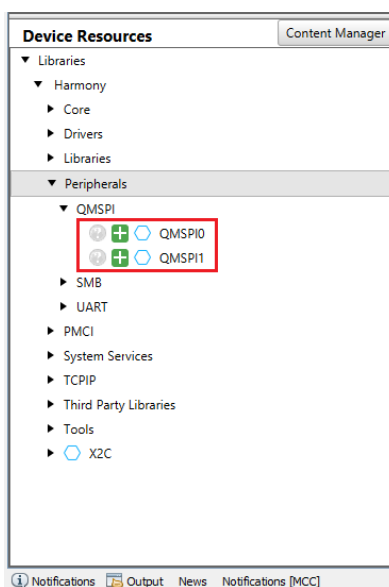 Device Resources
Content Manager
Libraries
Harmony
Core
Drivers
Libraries
Peripherals
QMSPI
QMSPI0
QMSPI1
SMB
UART
PMCI
System Services
TCPIP
Third Party Libraries
Tools
X2C
Notifications Output News Notifications [MCC]